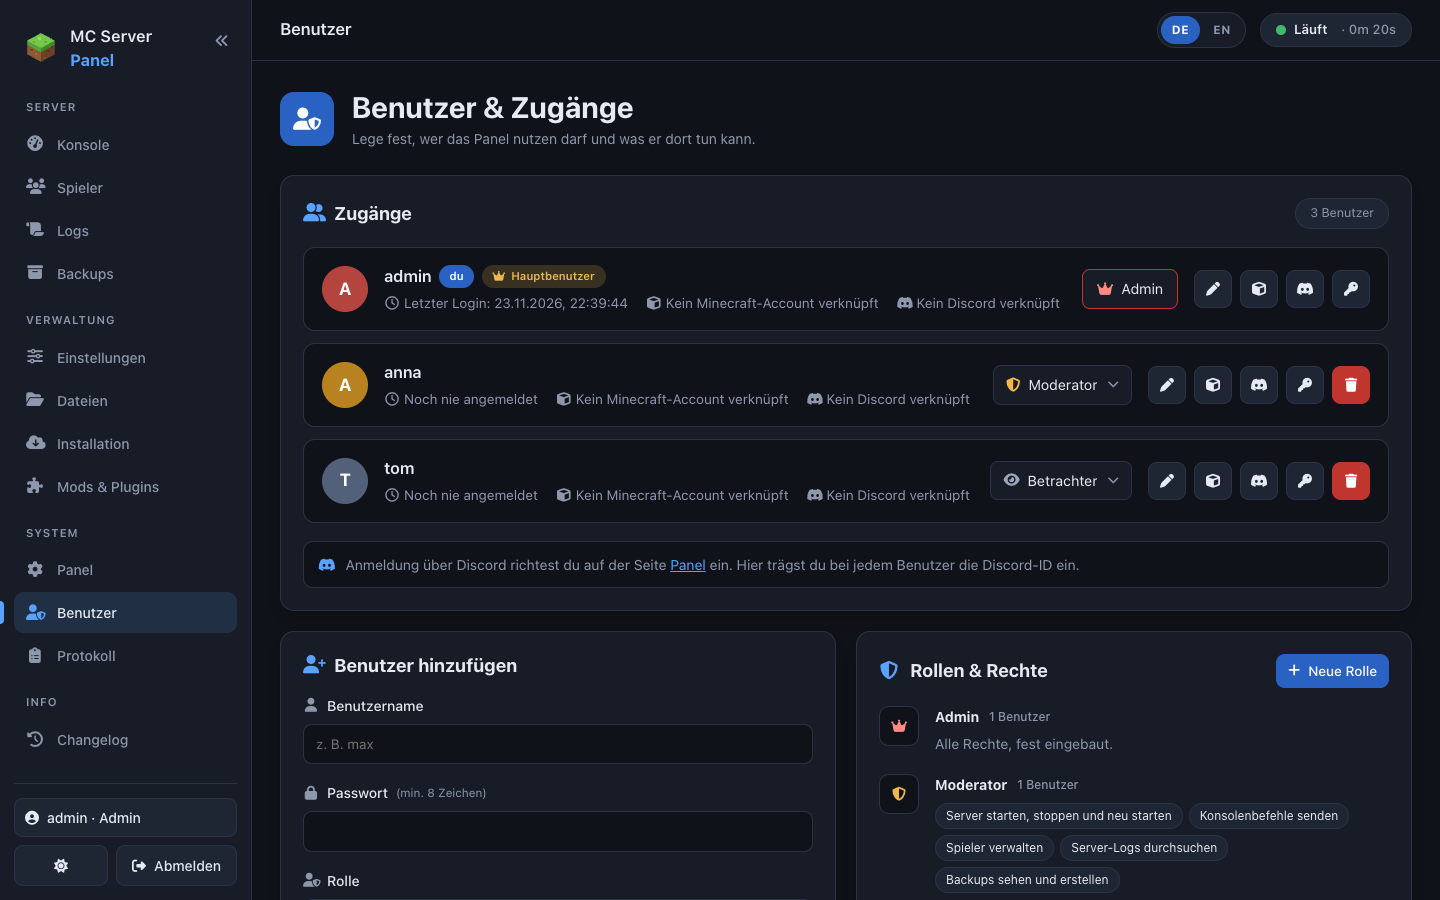 MC Server
Panel
SERVER
Konsole
Spieler
Logs
Backups
VERWALTUNG
Einstellungen
Dateien
Installation
Mods & Plugins
SYSTEM
Panel
Benutzer
Protokoll
INFO
Changelog
admin · Admin
Abmelden
Benutzer
DE EN
Läuft · 0m 20s
Benutzer & Zugänge
Lege fest, wer das Panel nutzen darf und was er dort tun kann.
Zugänge
3 Benutzer
A
admin du Hauptbenutzer
Letzter Login: 23.11.2026, 22:39:44 Kein Minecraft-Account verknüpft Kein Discord verknüpft
Admin
A
anna
Noch nie angemeldet Kein Minecraft-Account verknüpft Kein Discord verknüpft
Moderator
T
tom
Noch nie angemeldet Kein Minecraft-Account verknüpft Kein Discord verknüpft
Betrachter
Anmeldung über Discord richtest du auf der Seite Panel ein. Hier trägst du bei jedem Benutzer die Discord-ID ein.
Benutzer hinzufügen
Benutzername
z. B. max
Passwort (min. 8 Zeichen)
Rolle
Rollen & Rechte
Neue Rolle
Admin 1 Benutzer
Alle Rechte, fest eingebaut.
Moderator 1 Benutzer
Server starten, stoppen und neu starten Konsolenbefehle senden
Spieler verwalten Server-Logs durchsuchen
Backups sehen und erstellen